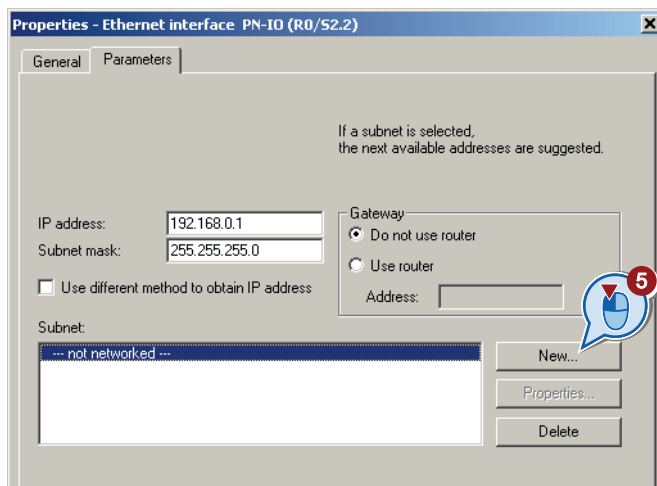 Properties - Ethernet interface PN-IO (R0/S2.2)
General
Parameters
If a subnet is selected,
the next available addresses are suggested.
IP address:
192.168.0.1
Subnet mask:
255.255.255.0
Use different method to obtain IP address
Gateway
Do not use router
Use router
Address:
5
Subnet:
--- not networked ---
New...
Properties...
Delete